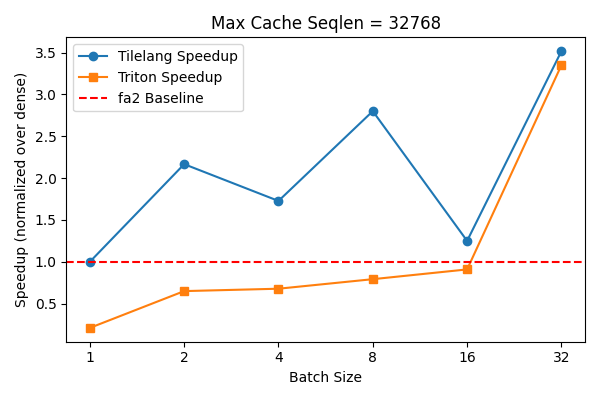 Max Cache Seqlen = 32768
Tilelang Speedup
Triton Speedup
fa2 Baseline
Speedup (normalized over dense)
3.5
3.0
2.5
2.0
1.5
1.0
0.5
1 2 4 8 16 32
Batch Size